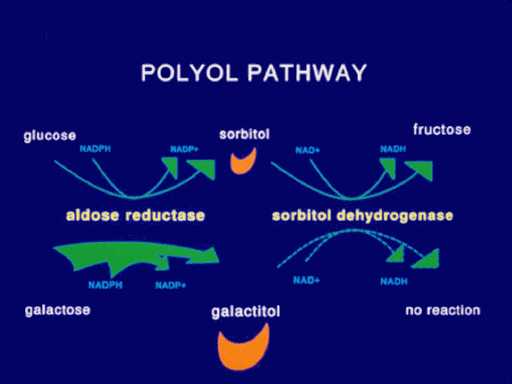 POLYOL PATHWAY
glucose
NADPH
NADP+
sorbitol
NAD+
NADH
fructose
aldose reductase
sorbitol dehydrogenase
NADPH
NADP+
NAD+
NADH
galactose
galactitol
no reaction